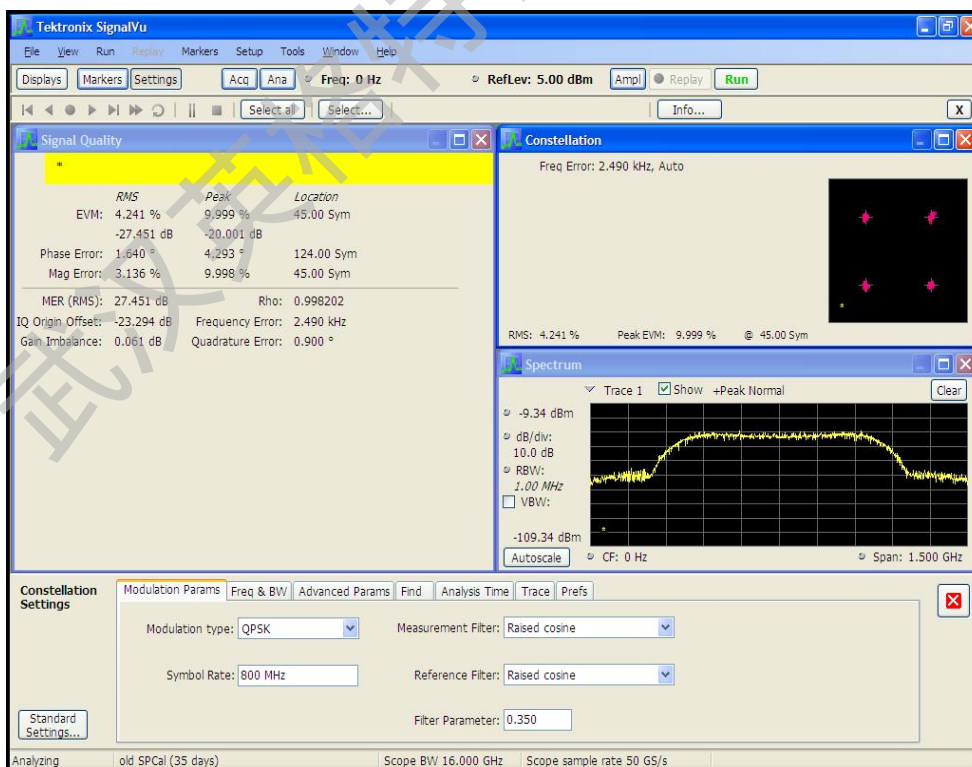 Tektronix SignalVu
File View Run Replay Markers Setup Tools Window Help
Displays Markers Settings Acq Ana Freq: 0 Hz RefLev: 5.00 dBm Ampl Replay Run
Select all Select... Info... X
Signal Quality
*
RMS Peak Location
EVM: 4.241 % 9.999 % 45.00 Sym
-27.451 dB -20.001 dB
Phase Error: 1.640 ° 4.293 ° 124.00 Sym
Mag Error: 3.136 % 9.998 % 45.00 Sym
MER (RMS): 27.451 dB Rho: 0.998202
IQ Origin Offset: -23.294 dB Frequency Error: 2.490 kHz
Gain Imbalance: 0.061 dB Quadrature Error: 0.900 °
Constellation
Freq Error: 2.490 kHz, Auto
*
RMS: 4.241 % Peak EVM: 9.999 % @ 45.00 Sym
Spectrum
Trace 1 Show +Peak Normal Clear
-9.34 dBm
dB/div:
10.0 dB
RBW:
1.00 MHz
VBW:
*
-109.34 dBm
Autoscale CF: 0 Hz Span: 1.500 GHz
Constellation
Settings
Modulation Params Freq & BW Advanced Params Find Analysis Time Trace Prefs
Modulation type: QPSK Measurement Filter: Raised cosine
Symbol Rate: 800 MHz Reference Filter: Raised cosine
Filter Parameter: 0.350
Standard
Settings...
Analyzing old SPCal (35 days) Scope BW 16.000 GHz Scope sample rate 50 GS/s
武汉英格特